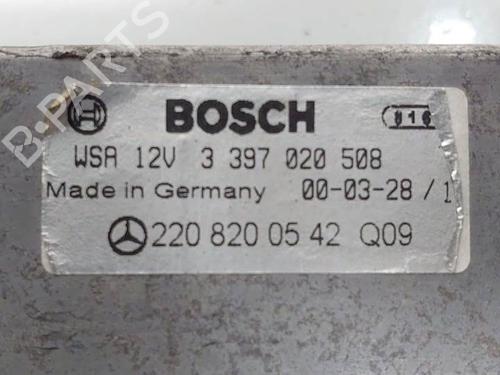 BOSCH
816
WSA 12V 3 397 020 508
Made in Germany 00-03-28 / 1
220 820 05 42 Q09
B-PARTS